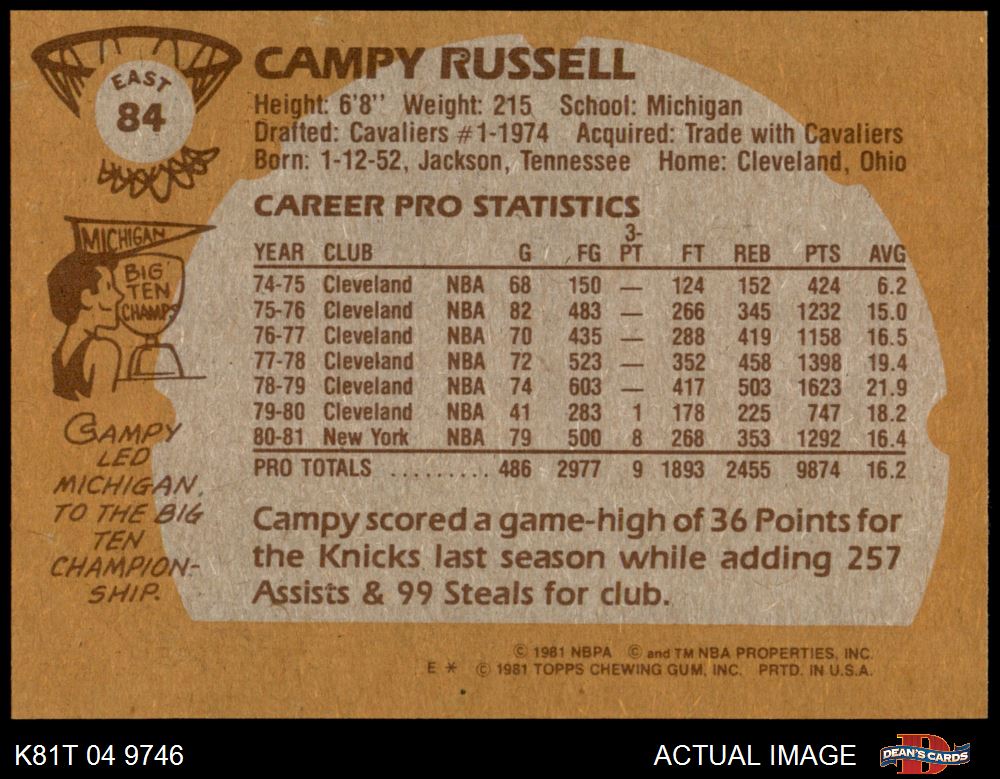 EAST
84
CAMPY RUSSELL
Height: 6'8'' Weight: 215 School: Michigan
Drafted: Cavaliers #1-1974 Acquired: Trade with Cavaliers
Born: 1-12-52, Jackson, Tennessee Home: Cleveland, Ohio
MICHIGAN
BIG
TEN
CHAMPS
CAMPY
LED
MICHIGAN
TO THE BIG
TEN
CHAMPION-
SHIP.
CAREER PRO STATISTICS
YEAR CLUB G FG 3-PT FT REB PTS AVG
74-75 Cleveland NBA 68 150 — 124 152 424 6.2
75-76 Cleveland NBA 82 483 — 266 345 1232 15.0
76-77 Cleveland NBA 70 435 — 288 419 1158 16.5
77-78 Cleveland NBA 72 523 — 352 458 1398 19.4
78-79 Cleveland NBA 74 603 — 417 503 1623 21.9
79-80 Cleveland NBA 41 283 1 178 225 747 18.2
80-81 New York NBA 79 500 8 268 353 1292 16.4
PRO TOTALS .......... 486 2977 9 1893 2455 9874 16.2
Campy scored a game-high of 36 Points for
the Knicks last season while adding 257
Assists & 99 Steals for club.
© 1981 NBPA © and TM NBA PROPERTIES, INC.
E * © 1981 TOPPS CHEWING GUM, INC. PRTD. IN U.S.A.
K81T 04 9746 ACTUAL IMAGE
DEAN'S CARDS